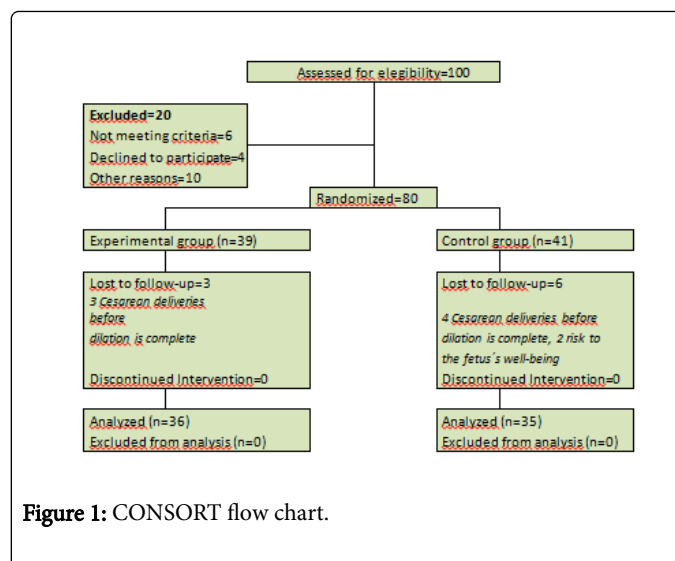 Assessed for elegibility=100
Excluded=20
Not meeting criteria=6
Declined to participate=4
Other reasons=10
Randomized=80
Experimental group (n=39)
Control group (n=41)
Lost to follow-up=3
3 Cesarean deliveries
before
dilation is complete
Discontinued Intervention=0
Lost to follow-up=6
4 Cesarean deliveries before
dilation is complete, 2 risk to
the fetus´s well-being
Discontinued Intervention=0
Analyzed (n=36)
Excluded from analysis (n=0)
Analyzed (n=35)
Excluded from analysis (n=0)
Figure 1: CONSORT flow chart.